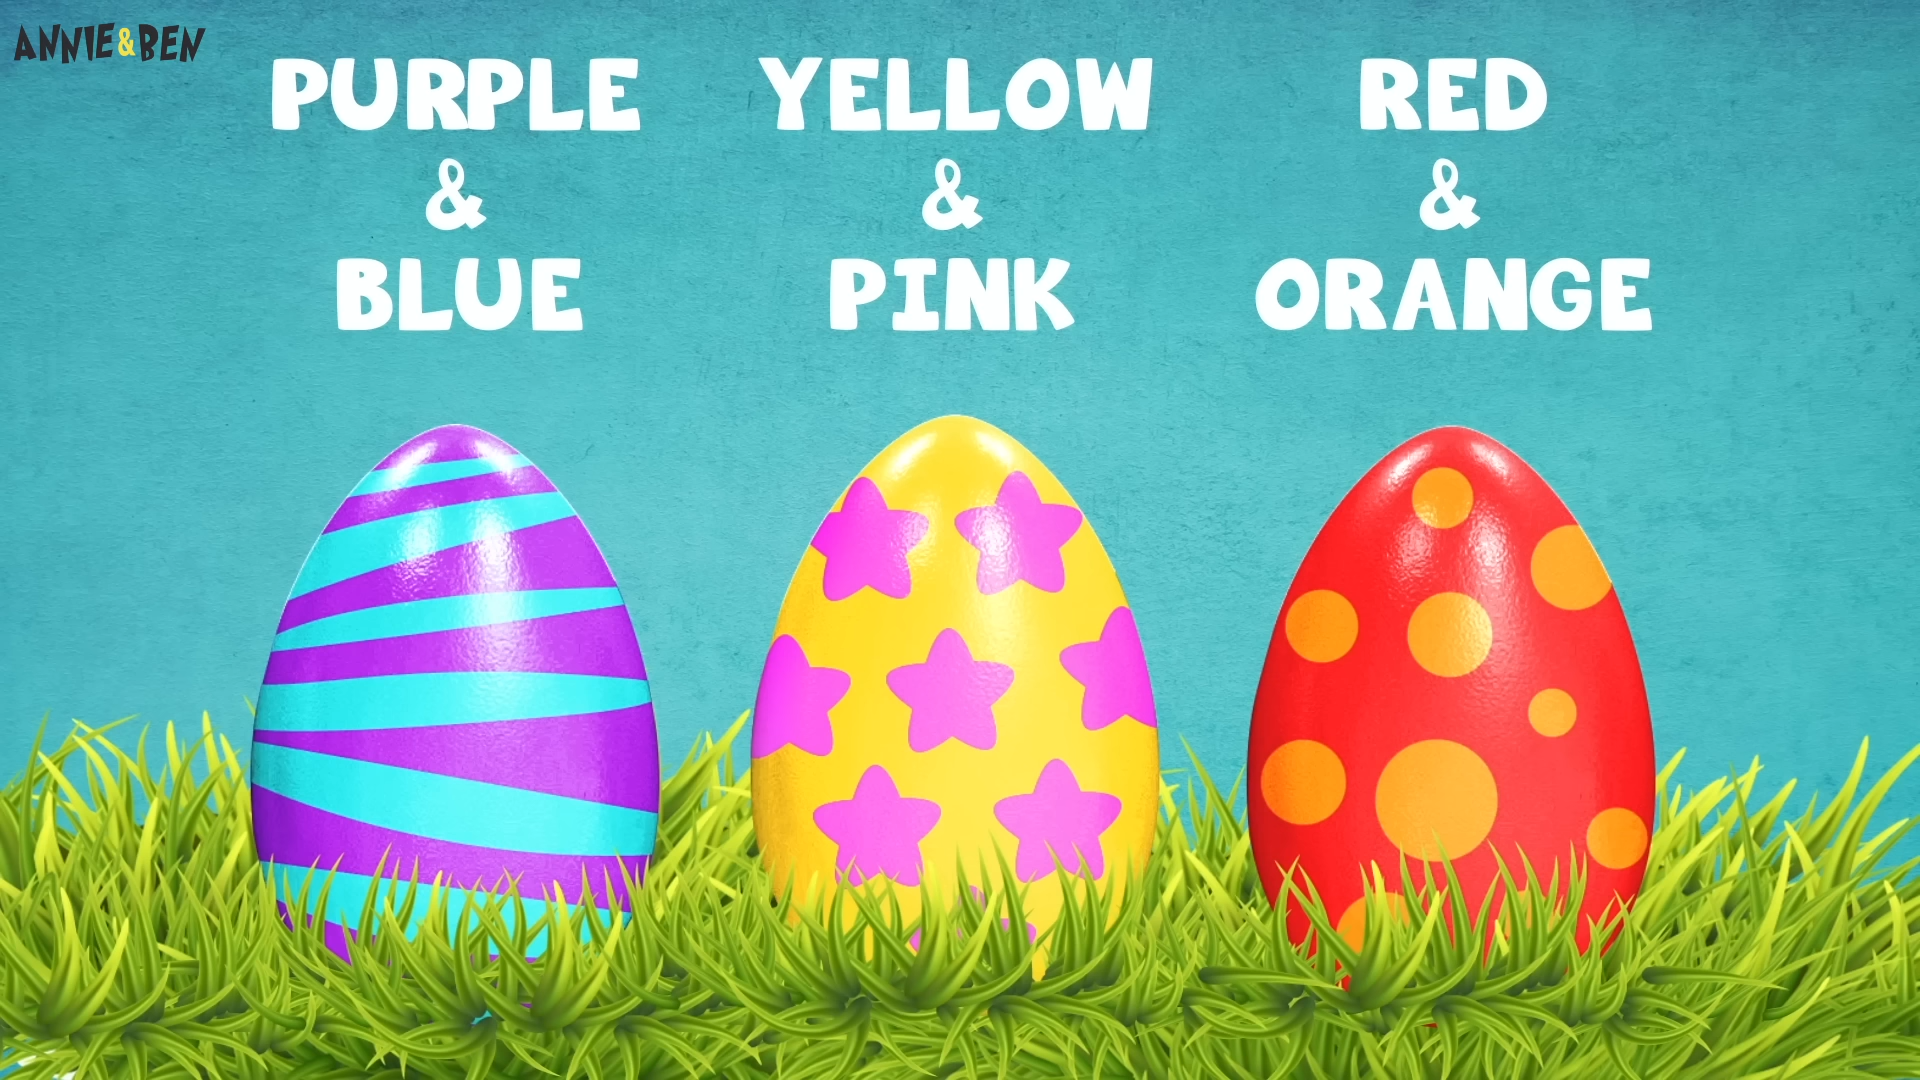 ANNIE&BEN
PURPLE
&
BLUE
YELLOW
&
PINK
RED
&
ORANGE